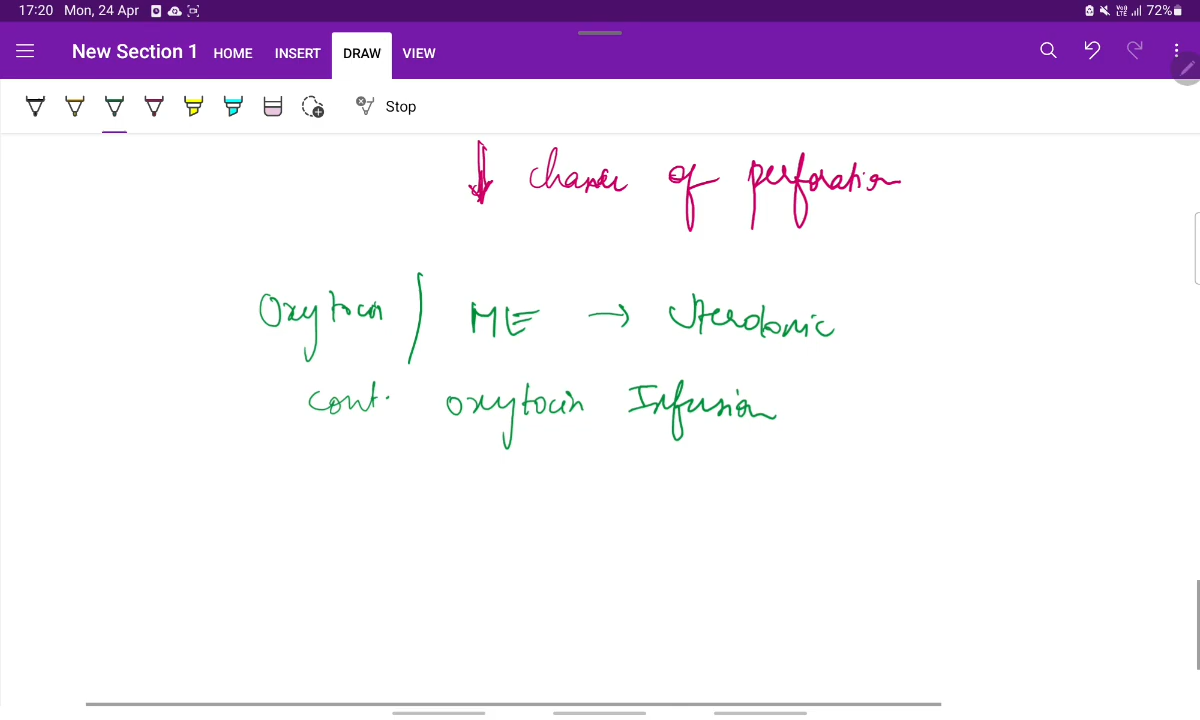 17:20 Mon, 24 Apr 72%
New Section 1 HOME INSERT DRAW VIEW
Stop
↓ chance of perforation
Oxytocin / ME →
cont. oxytocin Infusion